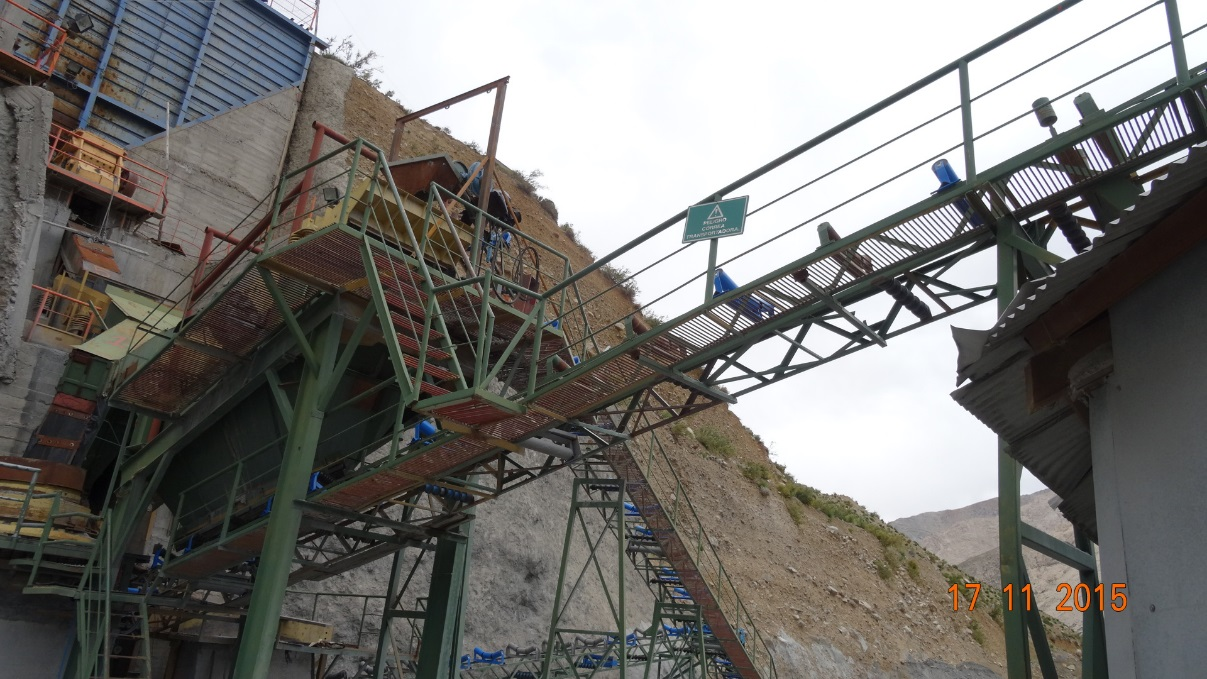 PELIGRO
CORREA
TRANSPORTADORA
17 11 2015